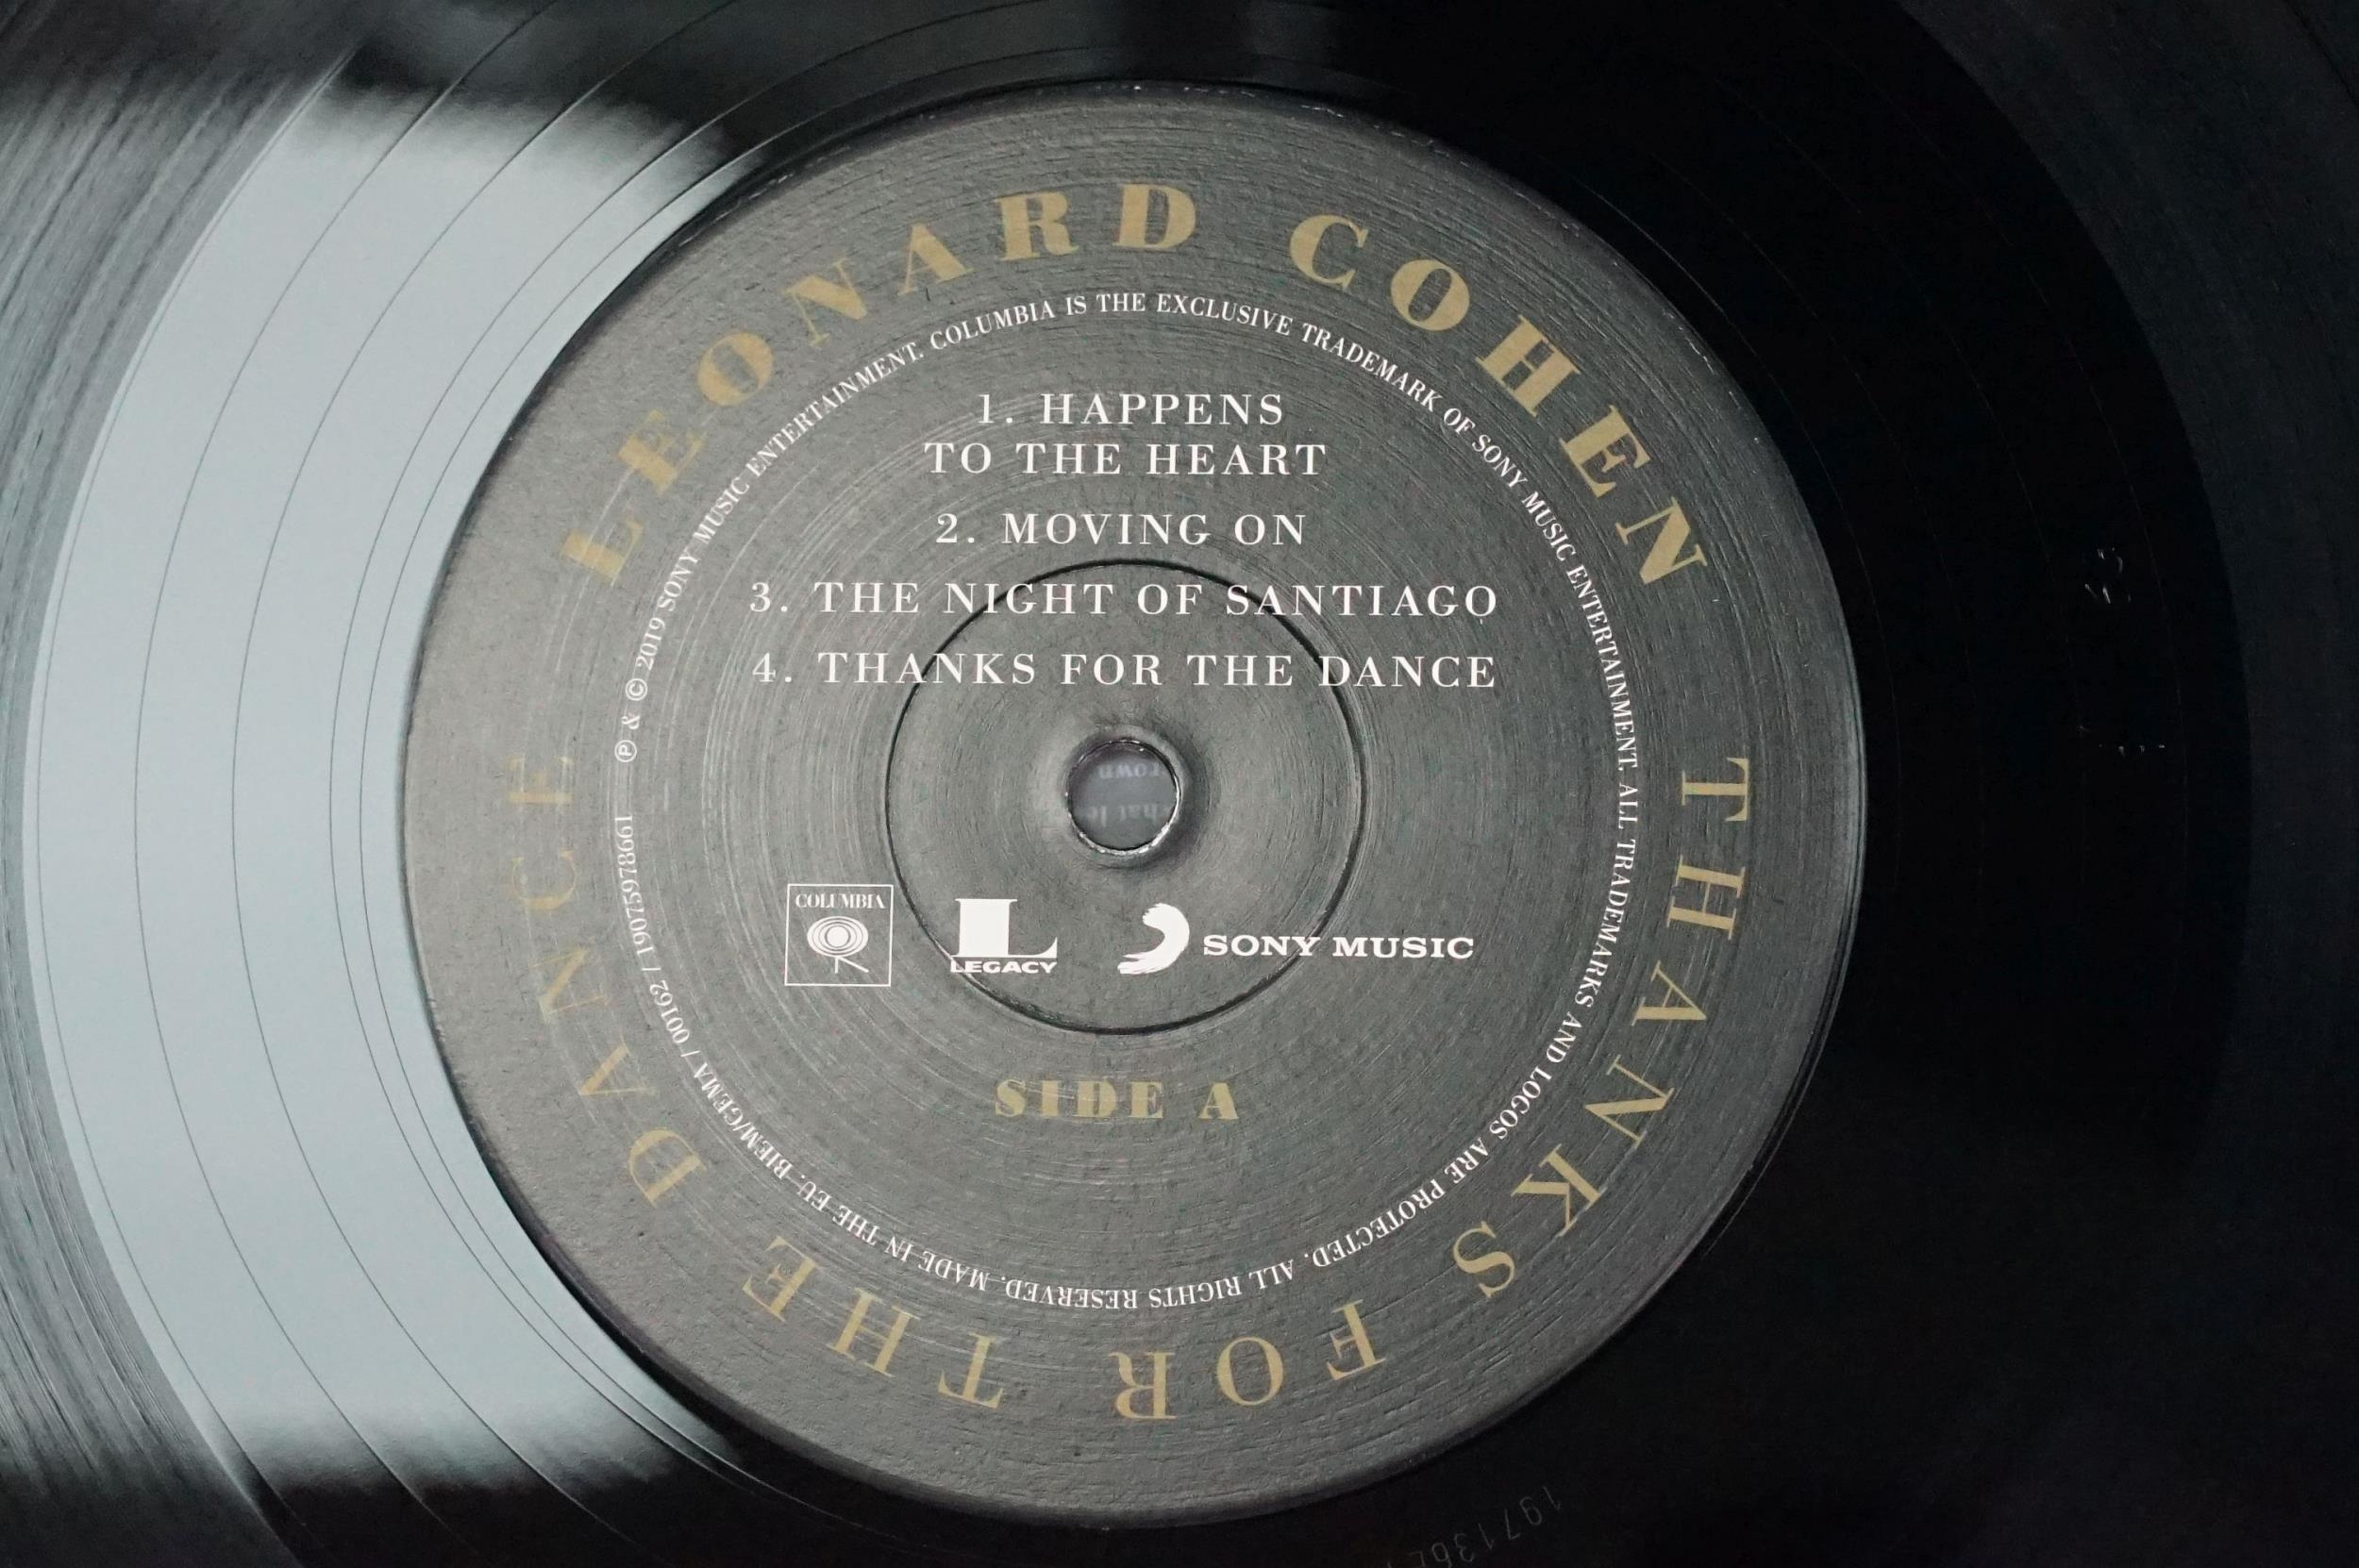 LEONARD COHEN
THANKS FOR THE DANCE
℗ & © 2019 SONY MUSIC ENTERTAINMENT. COLUMBIA IS THE EXCLUSIVE TRADEMARK OF SONY MUSIC ENTERTAINMENT. ALL TRADEMARKS AND LOGOS ARE PROTECTED. ALL RIGHTS RESERVED. MADE IN THE EU. BIEM/GEMA / 00162 / 19075978661
1. HAPPENS
TO THE HEART
2. MOVING ON
3. THE NIGHT OF SANTIAGO
4. THANKS FOR THE DANCE
COLUMBIA
L
LEGACY
SONY MUSIC
SIDE A